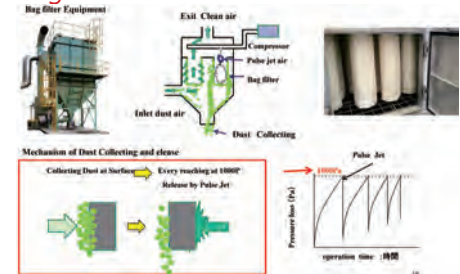 Bag filter Equipment
Exit Clean air
Compressor
Pulse jet air
Bag filter
Inlet dust air
Dust Collecting
Mechanism of Dust Collecting and elease
Collecting Dust at Surface
Every reaching at 1000P
Release by Pulse Jet
Pulse Jet
1000Pa
Pressure loss (Pa)
operation time :時間